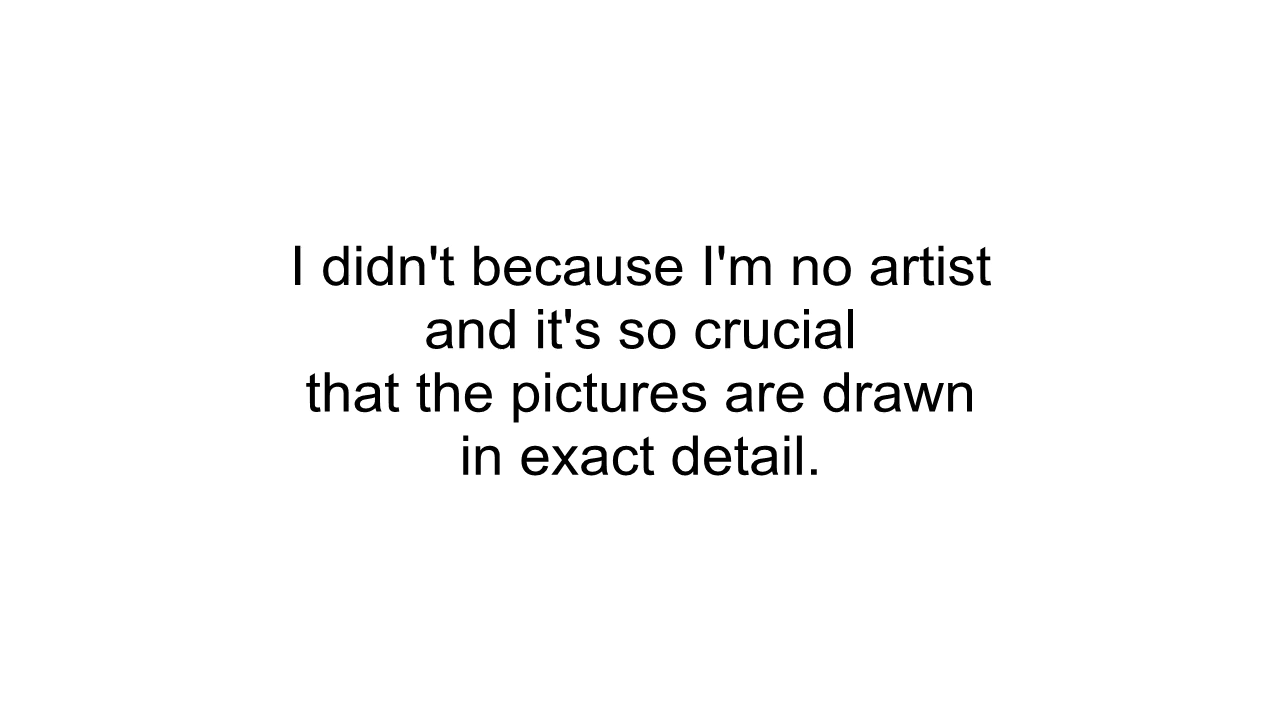 I didn't because I'm no artist
and it's so crucial
that the pictures are drawn
in exact detail.